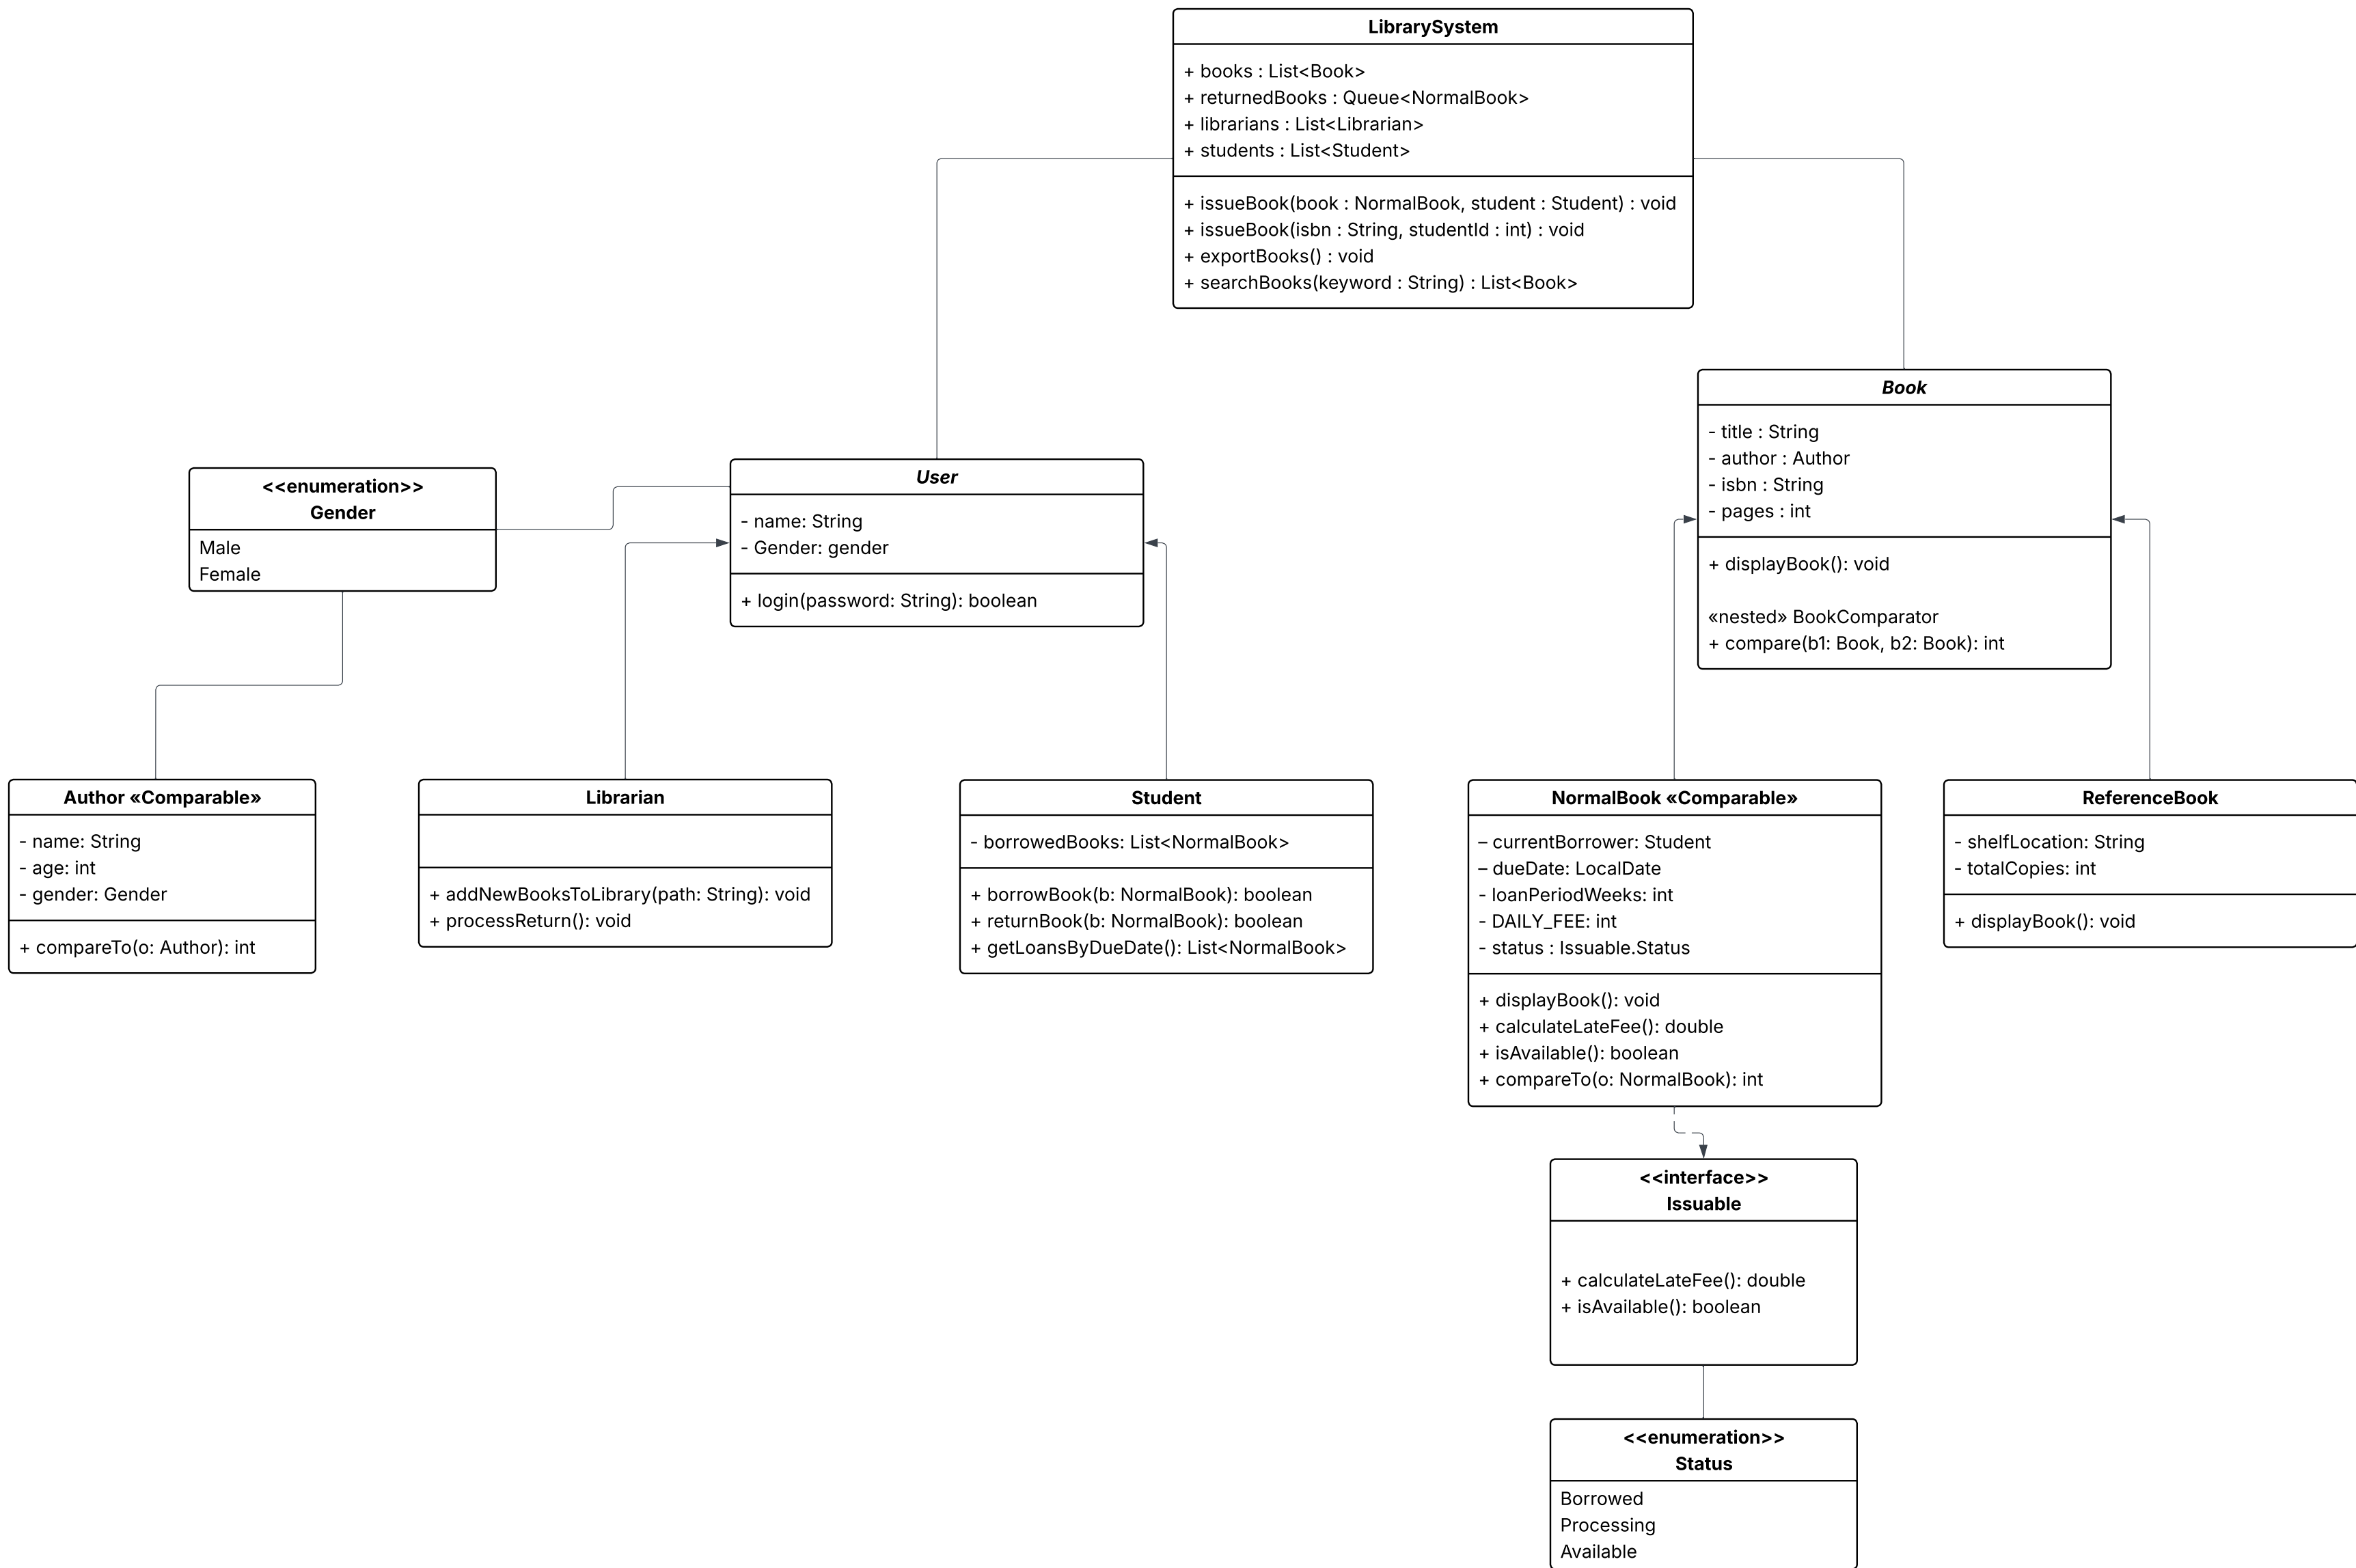 LibrarySystem
+ books : List<Book>
+ returnedBooks : Queue<NormalBook>
+ librarians : List<Librarian>
+ students : List<Student>
+ issueBook(book : NormalBook, student : Student) : void
+ issueBook(isbn : String, studentId : int) : void
+ exportBooks() : void
+ searchBooks(keyword : String) : List<Book>
Book
- title : String
- author : Author
- isbn : String
- pages : int
+ displayBook(): void
«nested» BookComparator
+ compare(b1: Book, b2: Book): int
<<enumeration>>
Gender
Male
Female
User
- name: String
- Gender: gender
+ login(password: String): boolean
Author «Comparable»
- name: String
- age: int
- gender: Gender
+ compareTo(o: Author): int
Librarian
+ addNewBooksToLibrary(path: String): void
+ processReturn(): void
Student
- borrowedBooks: List<NormalBook>
+ borrowBook(b: NormalBook): boolean
+ returnBook(b: NormalBook): boolean
+ getLoansByDueDate(): List<NormalBook>
NormalBook «Comparable»
– currentBorrower: Student
– dueDate: LocalDate
- loanPeriodWeeks: int
- DAILY_FEE: int
- status : Issuable.Status
+ displayBook(): void
+ calculateLateFee(): double
+ isAvailable(): boolean
+ compareTo(o: NormalBook): int
ReferenceBook
- shelfLocation: String
- totalCopies: int
+ displayBook(): void
<<interface>>
Issuable
+ calculateLateFee(): double
+ isAvailable(): boolean
<<enumeration>>
Status
Borrowed
Processing
Available